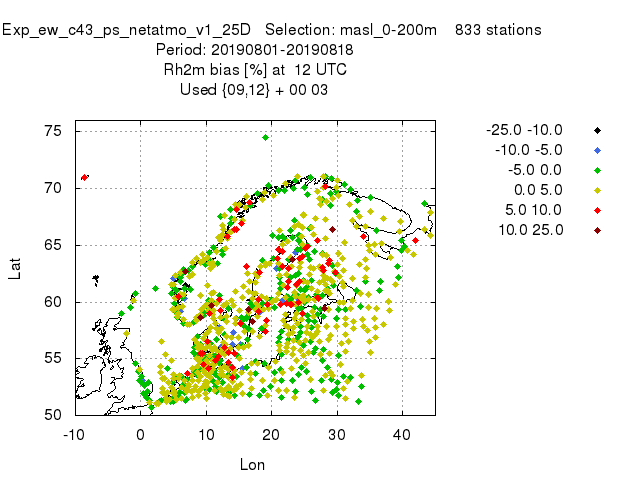 Exp_ew_c43_ps_netatmo_v1_25D Selection: masl_0-200m 833 stations
Period: 20190801-20190818
Rh2m bias [%] at 12 UTC
Used {09,12} + 00 03
-25.0 -10.0
-10.0 -5.0
-5.0 0.0
0.0 5.0
5.0 10.0
10.0 25.0
75
70
65
60
55
50
Lat
-10 0 10 20 30 40
Lon